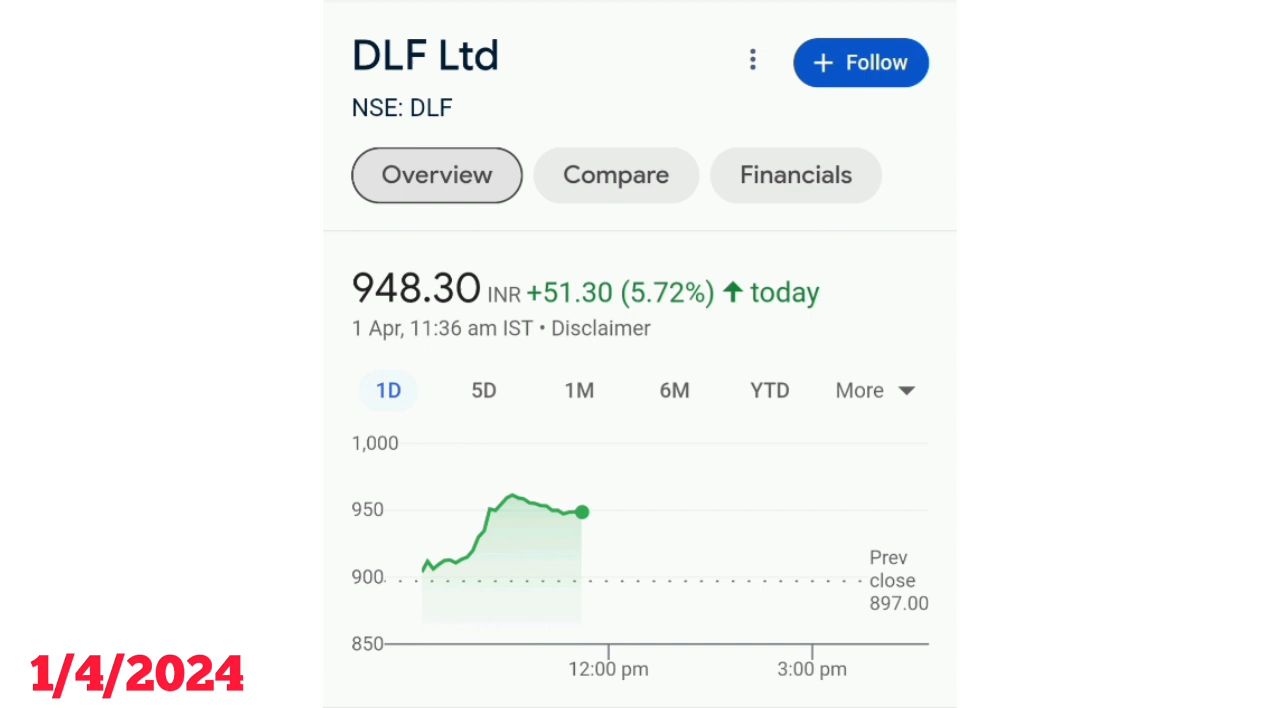 DLF Ltd
+ Follow
NSE: DLF
Overview
Compare
Financials
948.30 INR +51.30 (5.72%) ↑ today
1 Apr, 11:36 am IST • Disclaimer
1D 5D 1M 6M YTD More
1,000
950
900
850
Prev
close
897.00
12:00 pm
3:00 pm
1/4/2024